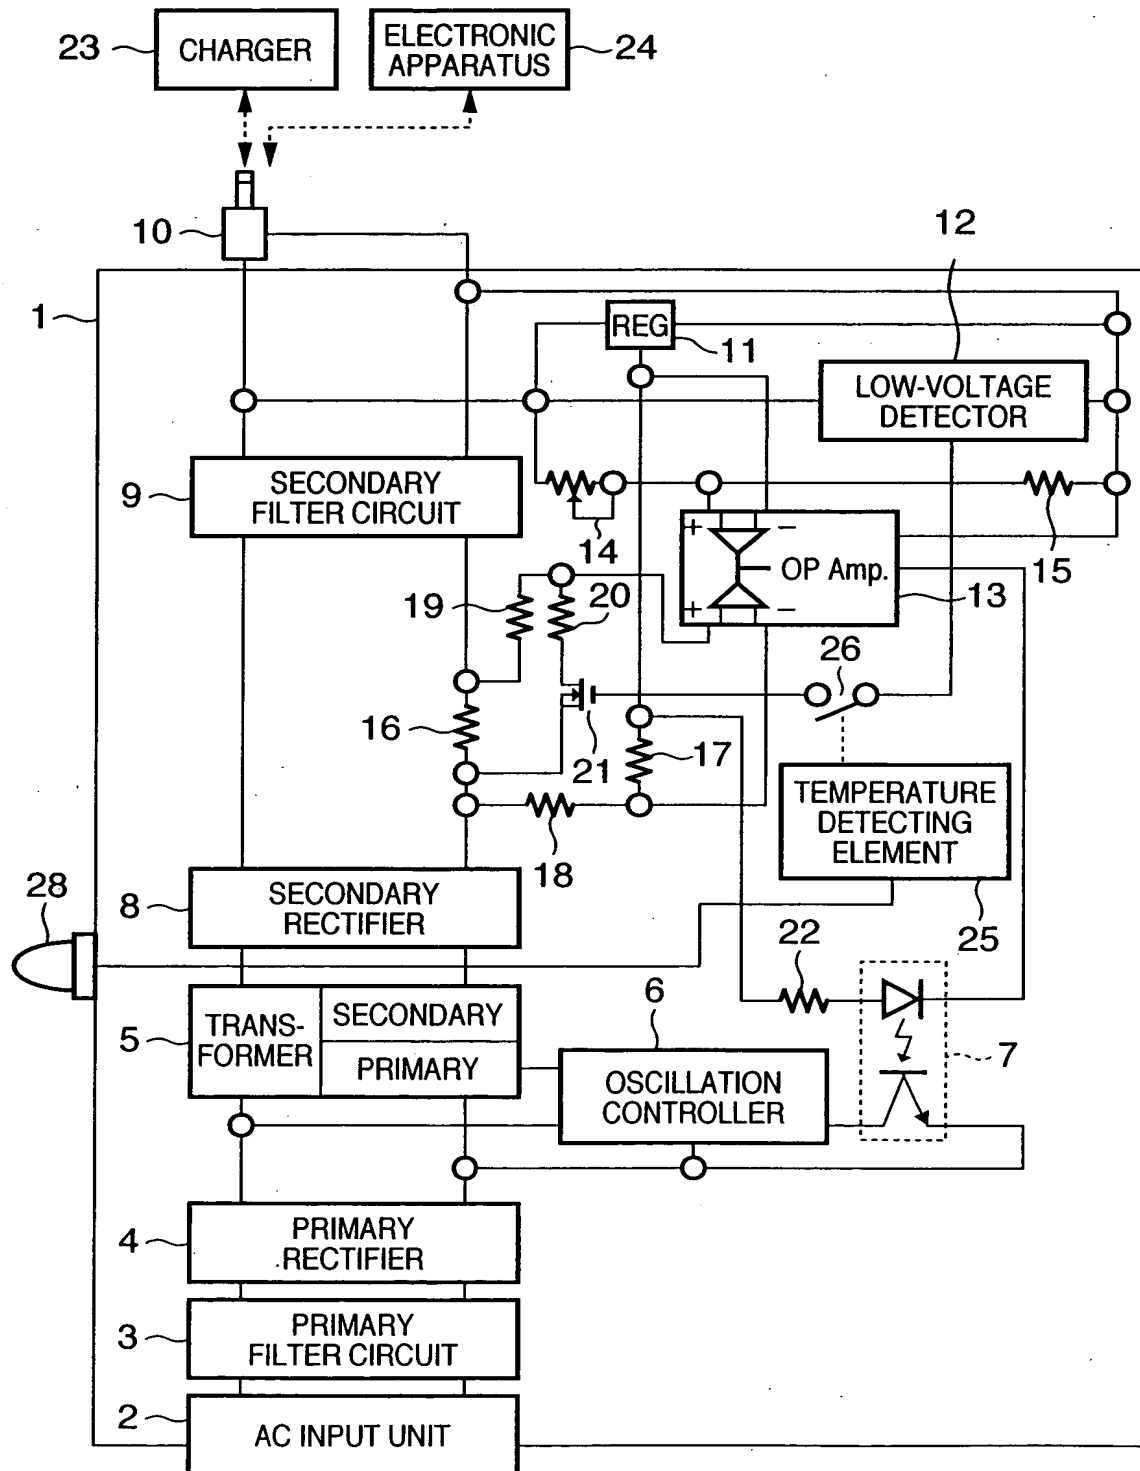 23
CHARGER
ELECTRONIC
APPARATUS
24
10
12
1
REG
11
LOW-VOLTAGE
DETECTOR
9
SECONDARY
FILTER CIRCUIT
14
+
−
OP Amp.
+
−
15
13
19
20
26
16
21
17
TEMPERATURE
DETECTING
ELEMENT
18
28
8
SECONDARY
RECTIFIER
25
22
6
5
TRANS-
FORMER
SECONDARY
PRIMARY
OSCILLATION
CONTROLLER
7
4
PRIMARY
RECTIFIER
3
PRIMARY
FILTER CIRCUIT
2
AC INPUT UNIT